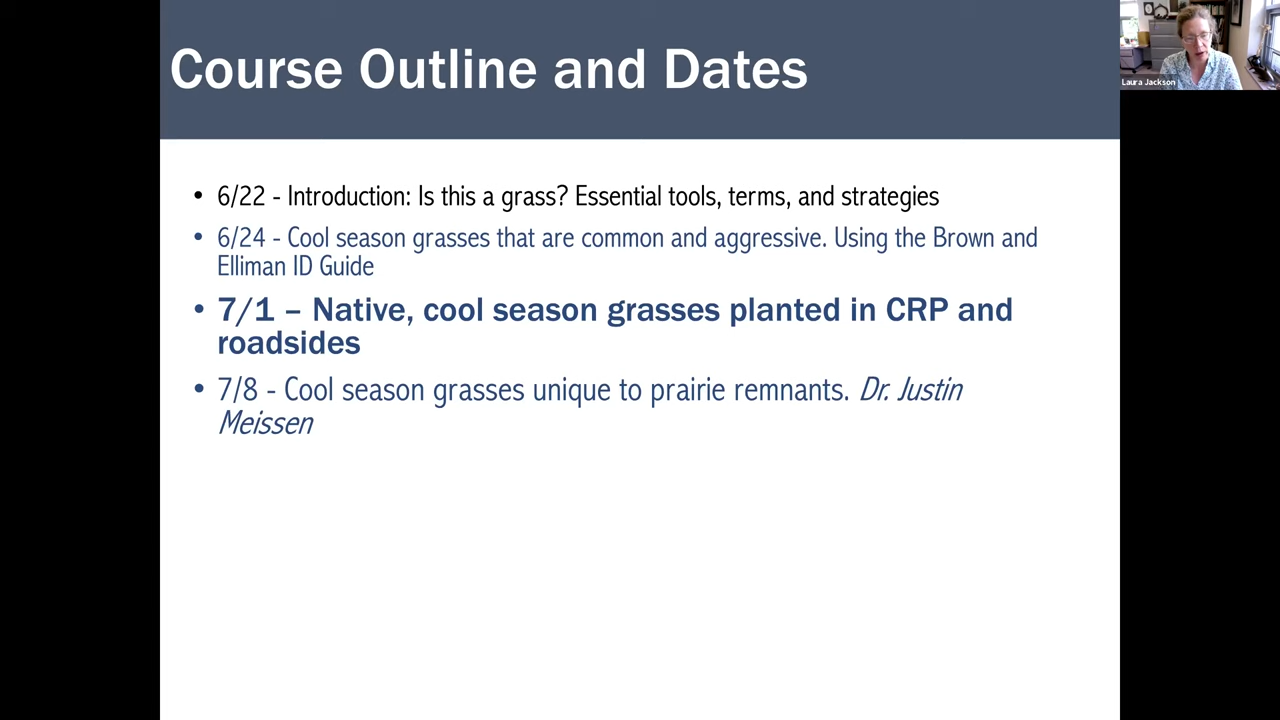 Course Outline and Dates
Laura Jackson
• 6/22 - Introduction: Is this a grass? Essential tools, terms, and strategies
• 6/24 - Cool season grasses that are common and aggressive. Using the Brown and
Elliman ID Guide
• 7/1 – Native, cool season grasses planted in CRP and
roadsides
• 7/8 - Cool season grasses unique to prairie remnants. Dr. Justin
Meissen